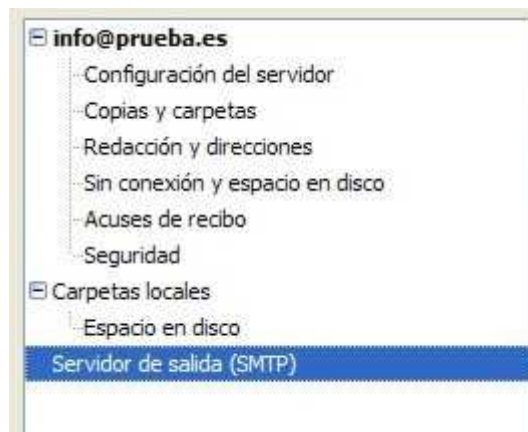 info@prueba.es
Configuración del servidor
Copias y carpetas
Redacción y direcciones
Sin conexión y espacio en disco
Acuses de recibo
Seguridad
Carpetas locales
Espacio en disco
Servidor de salida (SMTP)